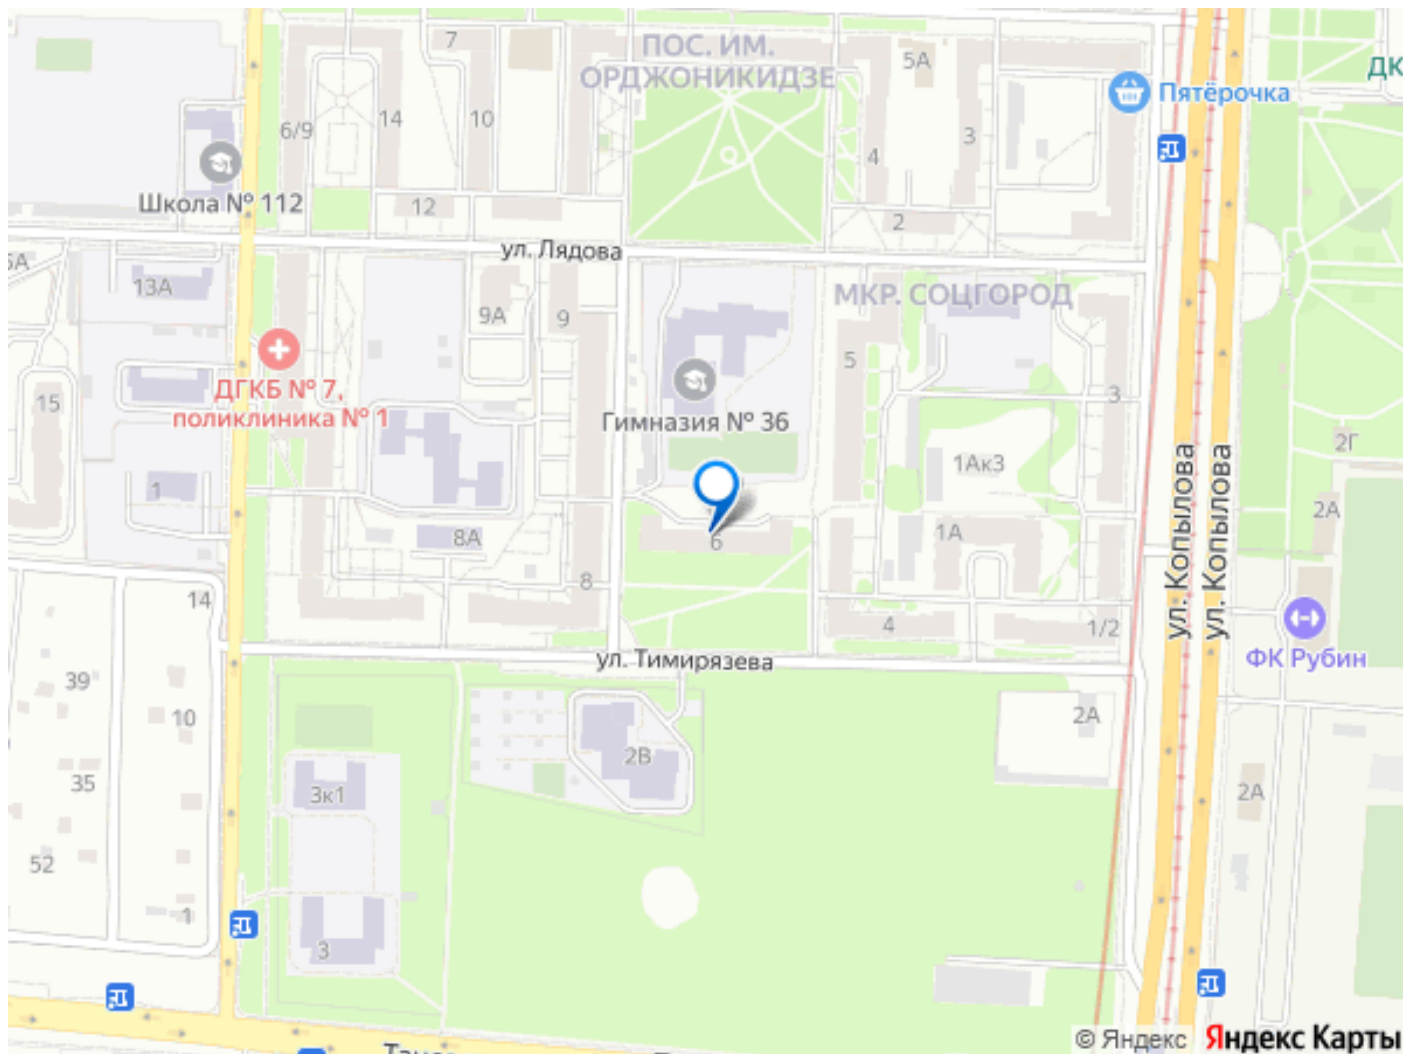 7
ПОС. ИМ.
ОРДЖОНИКИДЗЕ
5А
ДК
Пятёрочка
6/9
14
10
3
4
Школа № 112
12
2
ул. Лядова
5А
13А
МКР. СОЦГОРОД
9А
9
5
ДГКБ № 7,
поликлиника № 1
15
3
Гимназия № 36
2Г
1Ак3
1
2А
ул. Копылова
ул. Копылова
8А
6
1А
8
14
4
1/2
ул. Тимирязева
ФК Рубин
39
10
2А
2В
35
3к1
2А
52
1
3
© Яндекс
Яндекс Карты